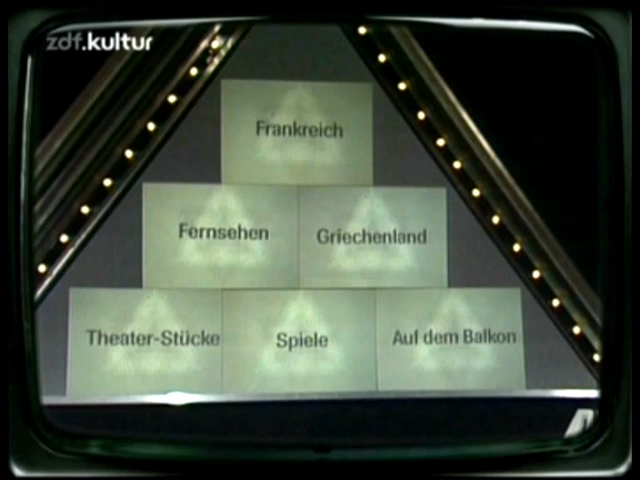 zdf.kultur
Frankreich
Fernsehen
Griechenland
Theater-Stücke
Spiele
Auf dem Balkon